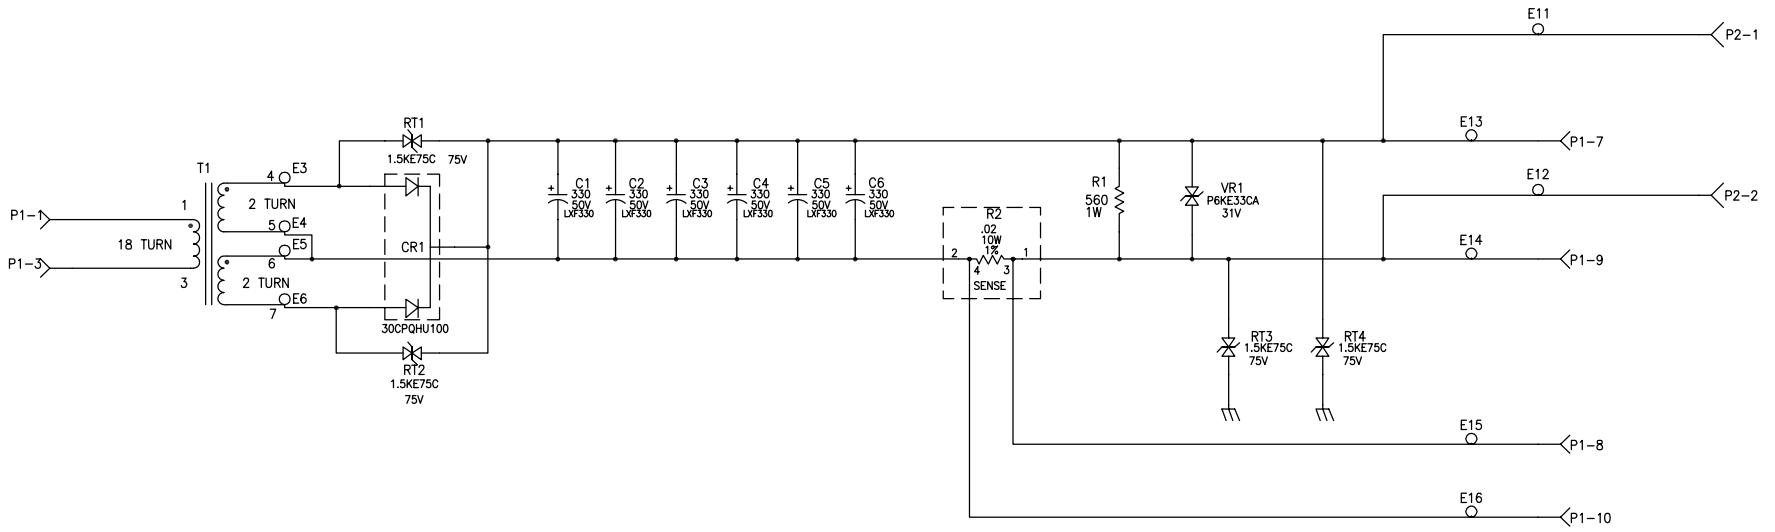 E11
P2-1
RT1
1.5KE75C 75V
E13
P1-7
T1
4 E3
E12
P2-2
1
2 TURN
P1-1
5 E4
18 TURN
E5
P1-3
6
3
2 TURN
E6
7
CR1
30CPQHU100
RT2
1.5KE75C
75V
+ C1
330
50V
LXF330
+ C2
330
50V
LXF330
+ C3
330
50V
LXF330
+ C4
330
50V
LXF330
+ C5
330
50V
LXF330
+ C6
330
50V
LXF330
R1
560
1W
VR1
P6KE33CA
31V
R2
.02
10W
1%
2 1
4 3
SENSE
E14
P1-9
RT3
1.5KE75C
75V
RT4
1.5KE75C
75V
E15
P1-8
E16
P1-10